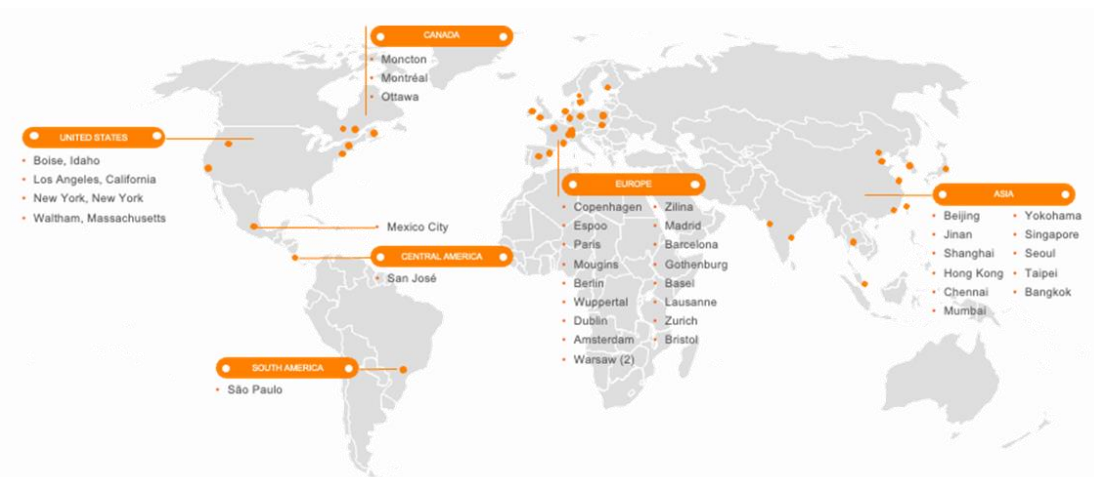 CANADA
Moncton
Montréal
Ottawa
UNITED STATES
Boise, Idaho
Los Angeles, California
New York, New York
Waltham, Massachusetts
Mexico City
CENTRAL AMERICA
San José
SOUTH AMERICA
São Paulo
EUROPE
Copenhagen
Espoo
Paris
Mougins
Berlin
Wuppertal
Dublin
Amsterdam
Warsaw (2)
Zilina
Madrid
Barcelona
Gothenburg
Basel
Lausanne
Zurich
Bristol
ASIA
Beijing
Jinan
Shanghai
Hong Kong
Chennai
Mumbai
Yokohama
Singapore
Seoul
Taipei
Bangkok